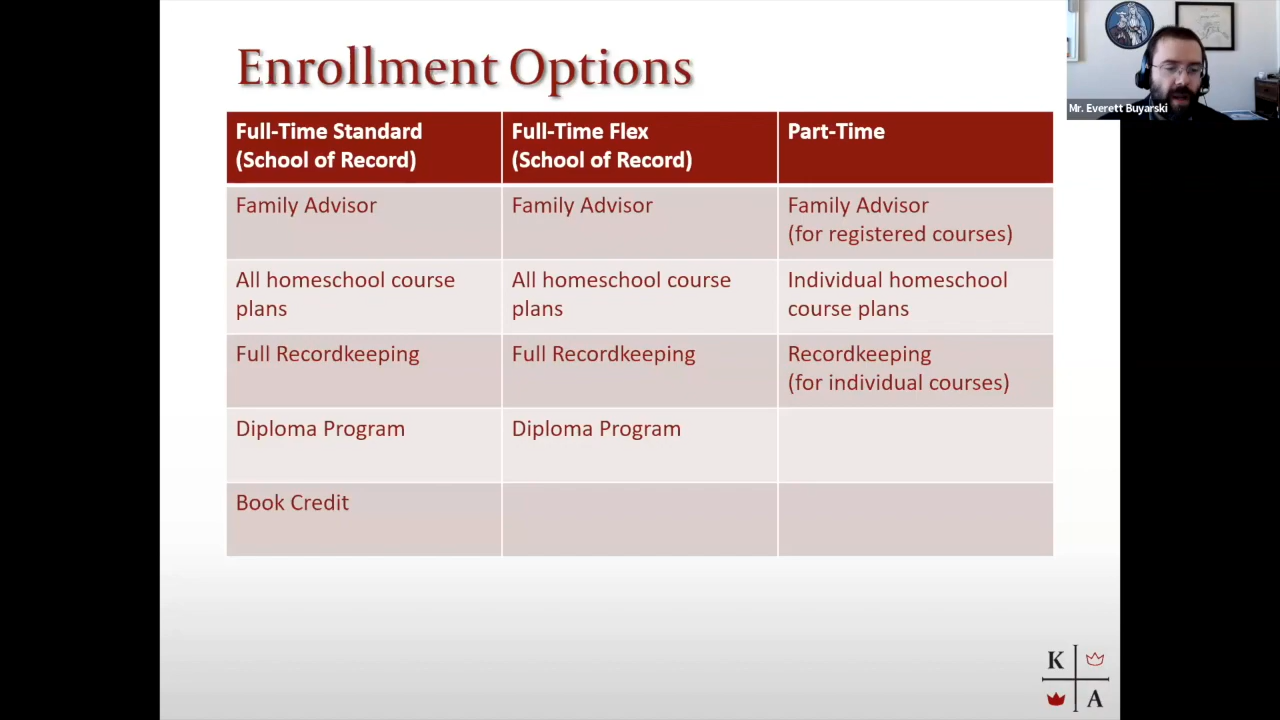 Enrollment Options
Mr. Everett Buyarski
Full-Time Standard
(School of Record)
Full-Time Flex
(School of Record)
Part-Time
Family Advisor
Family Advisor
Family Advisor
(for registered courses)
All homeschool course
plans
All homeschool course
plans
Individual homeschool
course plans
Full Recordkeeping
Full Recordkeeping
Recordkeeping
(for individual courses)
Diploma Program
Diploma Program
Book Credit
K
A